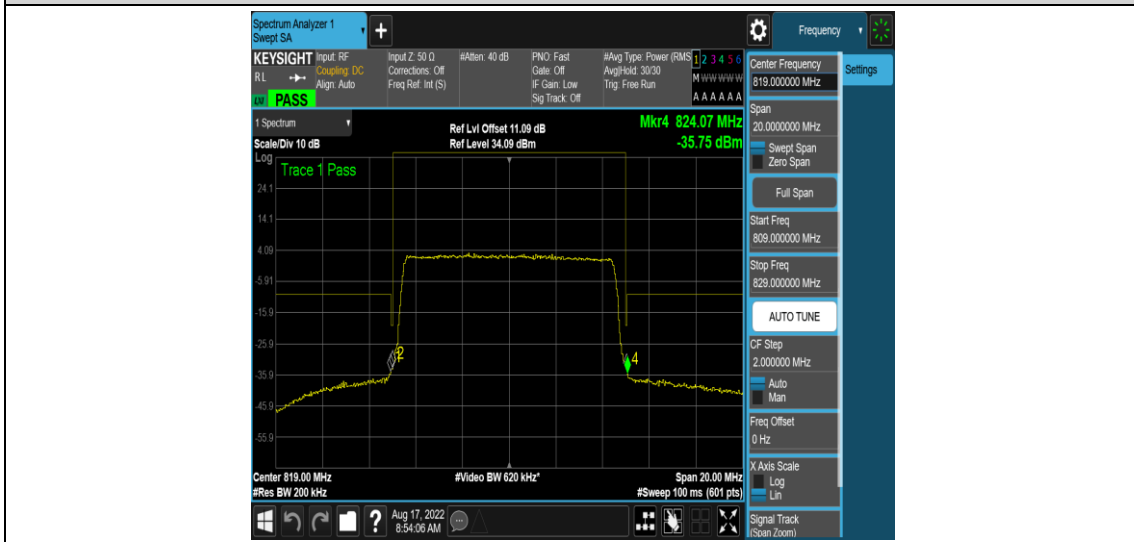 Spectrum Analyzer 1
Swept SA
+
Frequency
KEYSIGHT
RL
LXI
PASS
Input: RF
Coupling: DC
Align: Auto
Input Z: 50 Ω
Corrections: Off
Freq Ref: Int (S)
#Atten: 40 dB
PNO: Fast
Gate: Off
IF Gain: Low
Sig Track: Off
#Avg Type: Power (RMS
Avg|Hold: 30/30
Trig: Free Run
1 2 3 4 5 6
M W W W W W
A A A A A A
1 Spectrum
Scale/Div 10 dB
Ref Lvl Offset 11.09 dB
Ref Level 34.09 dBm
Mkr4 824.07 MHz
-35.75 dBm
Log
Trace 1 Pass
24.1
14.1
4.09
-5.91
-15.9
-25.9
-35.9
-45.9
-55.9
2
4
Center 819.00 MHz
#Res BW 200 kHz
#Video BW 620 kHz*
Span 20.00 MHz
#Sweep 100 ms (601 pts)
Center Frequency
819.000000 MHz
Settings
Span
20.0000000 MHz
Swept Span
Zero Span
Full Span
Start Freq
809.000000 MHz
Stop Freq
829.000000 MHz
AUTO TUNE
CF Step
2.000000 MHz
Auto
Man
Freq Offset
0 Hz
X Axis Scale
Log
Lin
Signal Track
(Span Zoom)
?
Aug 17, 2022
8:54:06 AM